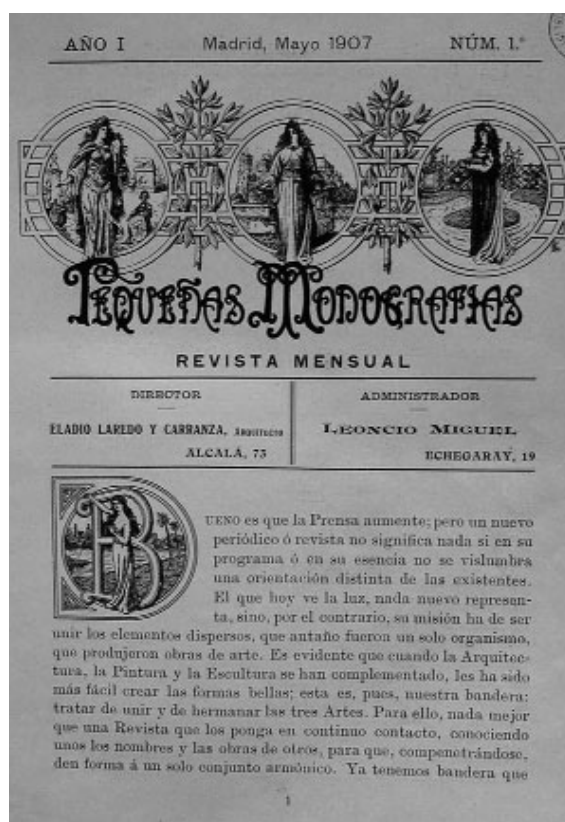 AÑO I Madrid, Mayo 1907 NÚM. 1.º
PEQUEÑAS MONOGRAFIAS
REVISTA MENSUAL
DIRECTOR
ELADIO LAREDO Y CARRANZA, ARQUITECTO
ALCALÁ, 73
ADMINISTRADOR
LEONCIO MIGUEL
ECHEGARAY, 19
BUENO es que la Prensa aumente; pero un nuevo
periódico ó revista no significa nada si en su
programa ó en su esencia no se vislumbra
una orientación distinta de las existentes.
El que hoy ve la luz, nada nuevo represen-
ta, sino, por el contrario, su misión ha de ser
unir los elementos dispersos, que antaño fueron un solo organismo,
que produjeron obras de arte. Es evidente que cuando la Arquitec-
tura, la Pintura y la Escultura se han complementado, les ha sido
más fácil crear las formas bellas; esta es, pues, nuestra bandera:
tratar de unir y de hermanar las tres Artes. Para ello, nada mejor
que una Revista que los ponga en continuo contacto, conociendo
unos los nombres y las obras de otros, para que, compenetrándose,
den forma á un solo conjunto armónico. Ya tenemos bandera que
1